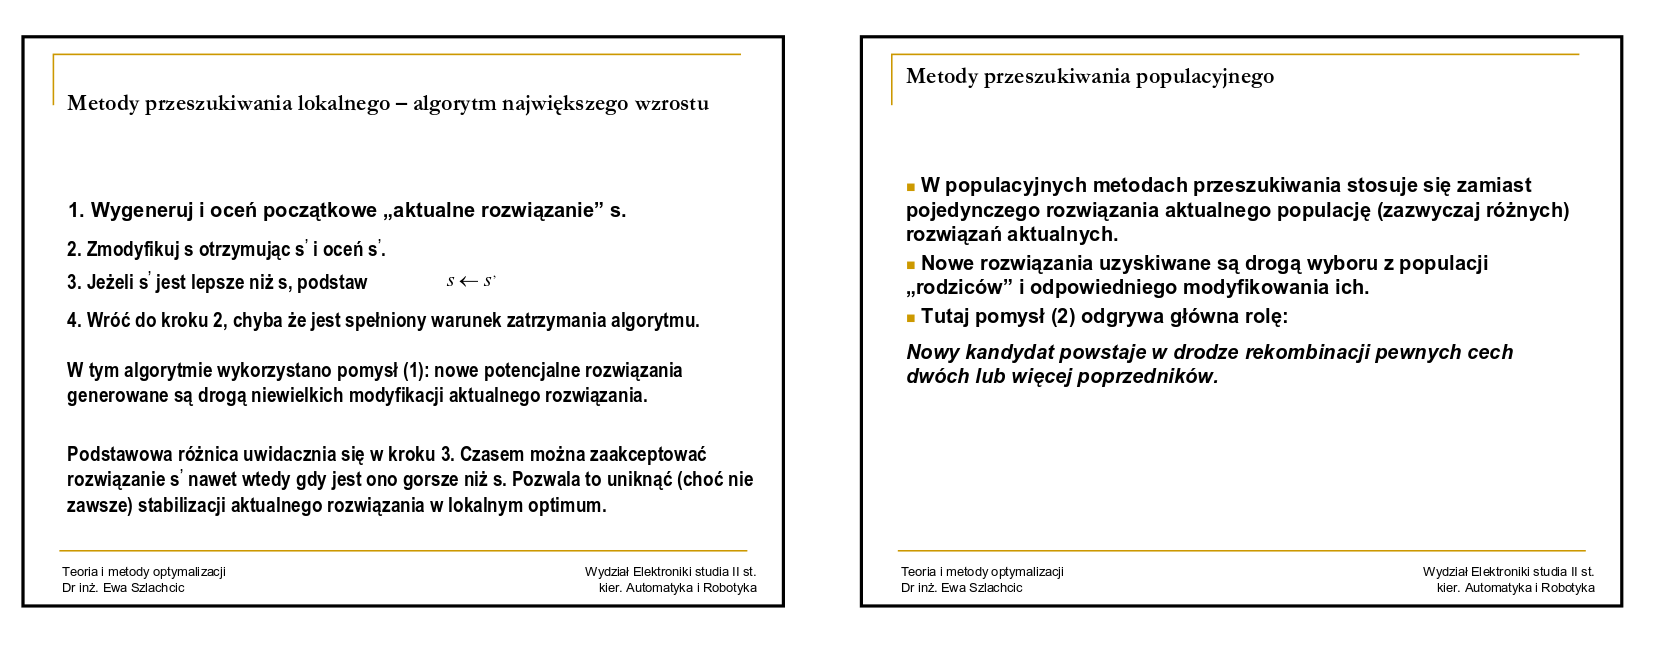 Metody przeszukiwania lokalnego – algorytm największego wzrostu
1. Wygeneruj i oceń początkowe „aktualne rozwiązanie” s.
2. Zmodyfikuj s otrzymując s’ i oceń s’.
3. Jeżeli s’ jest lepsze niż s, podstaw s ← s’
4. Wróć do kroku 2, chyba że jest spełniony warunek zatrzymania algorytmu.
W tym algorytmie wykorzystano pomysł (1): nowe potencjalne rozwiązania
generowane są drogą niewielkich modyfikacji aktualnego rozwiązania.
Podstawowa różnica uwidacznia się w kroku 3. Czasem można zaakceptować
rozwiązanie s’ nawet wtedy gdy jest ono gorsze niż s. Pozwala to uniknąć (choć nie
zawsze) stabilizacji aktualnego rozwiązania w lokalnym optimum.
Teoria i metody optymalizacji
Dr inż. Ewa Szlachcic
Wydział Elektroniki studia II st.
kier. Automatyka i Robotyka
Metody przeszukiwania populacyjnego
■ W populacyjnych metodach przeszukiwania stosuje się zamiast
pojedynczego rozwiązania aktualnego populację (zazwyczaj różnych)
rozwiązań aktualnych.
■ Nowe rozwiązania uzyskiwane są drogą wyboru z populacji
„rodziców” i odpowiedniego modyfikowania ich.
■ Tutaj pomysł (2) odgrywa główna rolę:
Nowy kandydat powstaje w drodze rekombinacji pewnych cech
dwóch lub więcej poprzedników.
Teoria i metody optymalizacji
Dr inż. Ewa Szlachcic
Wydział Elektroniki studia II st.
kier. Automatyka i Robotyka